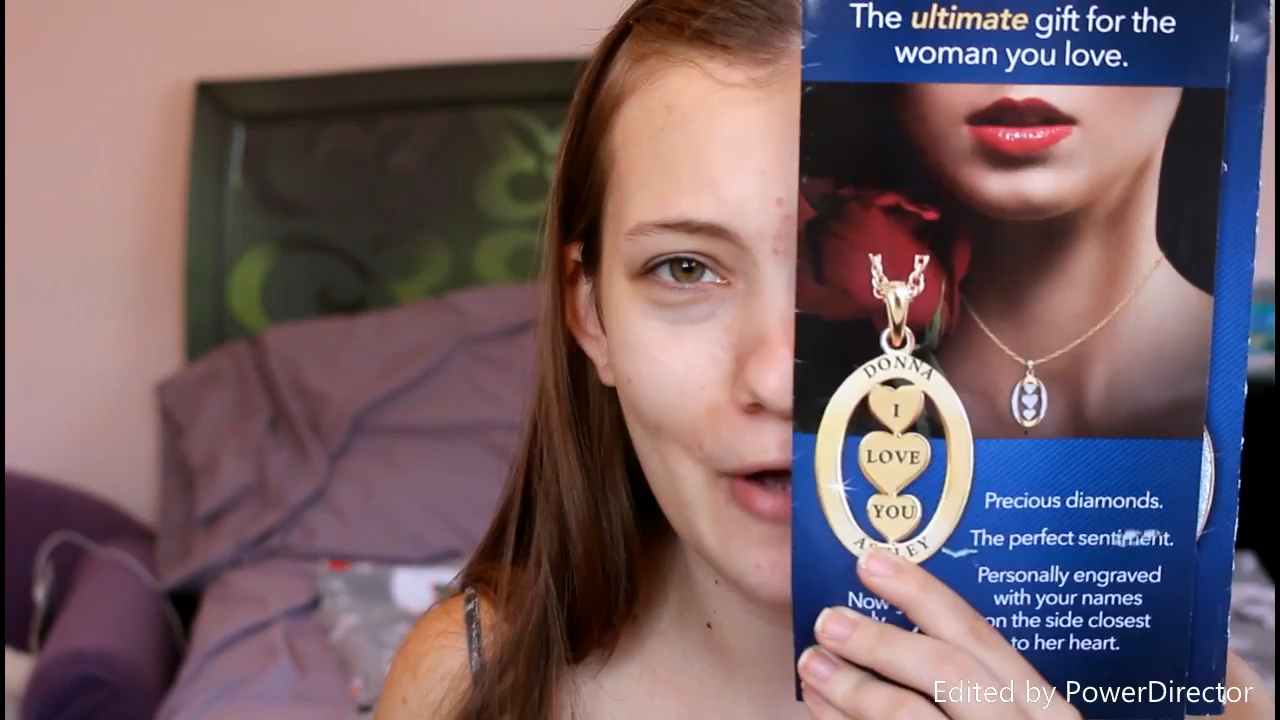 The ultimate gift for the
woman you love.
DONNA
I
LOVE
YOU
Precious diamonds.
The perfect sentiment.
Personally engraved
with your names
on the side closest
to her heart.
Now
Edited by PowerDirector